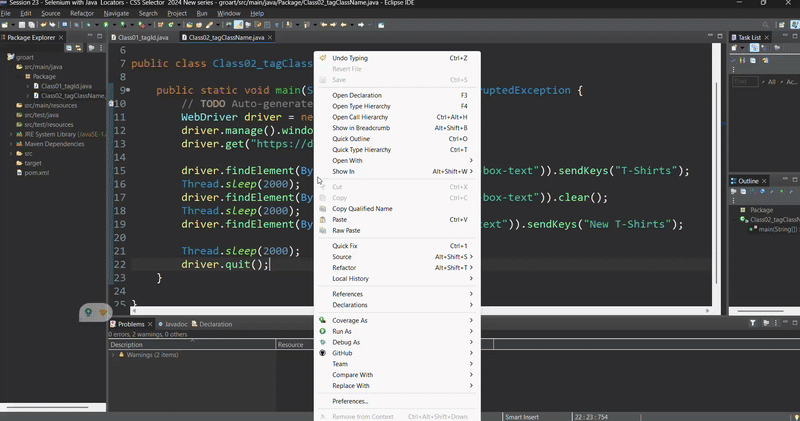 Session 23 - Selenium with Java Locators - CSS Selector 2024 New series - groart/src/main/java/Package/Class02_tagClassName.java - Eclipse IDE
File Edit Source Refactor Navigate Search Project Run Window Help
Package Explorer
groart
src/main/java
Package
Class01_tagId.java
Class02_tagClassName.
src/main/resources
src/test/java
src/test/resources
JRE System Library [JavaSE-1.
Maven Dependencies
src
target
pom.xml
Class01_tagId.java
Class02_tagClassName.java
6
7 public class Class02_tagClass
8
9 public static void main(S ruptedException {
10 // TODO Auto-generate
11 WebDriver driver = ne
12 driver.manage().windo
13 driver.get("https://d
14
15 driver.findElement(By box-text")).sendKeys("T-Shirts");
16 Thread.sleep(2000);
17 driver.findElement(By box-text")).clear();
18 Thread.sleep(2000);
19 driver.findElement(By text")).sendKeys("New T-Shirts");
20
21 Thread.sleep(2000);
22 driver.quit();
23 }
24
25 }
Undo Typing Ctrl+Z
Revert File
Save Ctrl+S
Open Declaration F3
Open Type Hierarchy F4
Open Call Hierarchy Ctrl+Alt+H
Show in Breadcrumb Alt+Shift+B
Quick Outline Ctrl+O
Quick Type Hierarchy Ctrl+T
Open With
Show In Alt+Shift+W
Cut Ctrl+X
Copy Ctrl+C
Copy Qualified Name
Paste Ctrl+V
Raw Paste
Quick Fix Ctrl+1
Source Alt+Shift+S
Refactor Alt+Shift+T
Local History
References
Declarations
Coverage As
Run As
Debug As
GitHub
Team
Compare With
Replace With
Preferences...
Remove from Context Ctrl+Alt+Shift+Down
Task List
Find All Ac...
Outline
Package
Class02_tagClassNa
main(String[])
Problems Javadoc Declaration
0 errors, 2 warnings, 0 others
Description Resource
Warnings (2 items)
Smart Insert 22 : 23 : 754